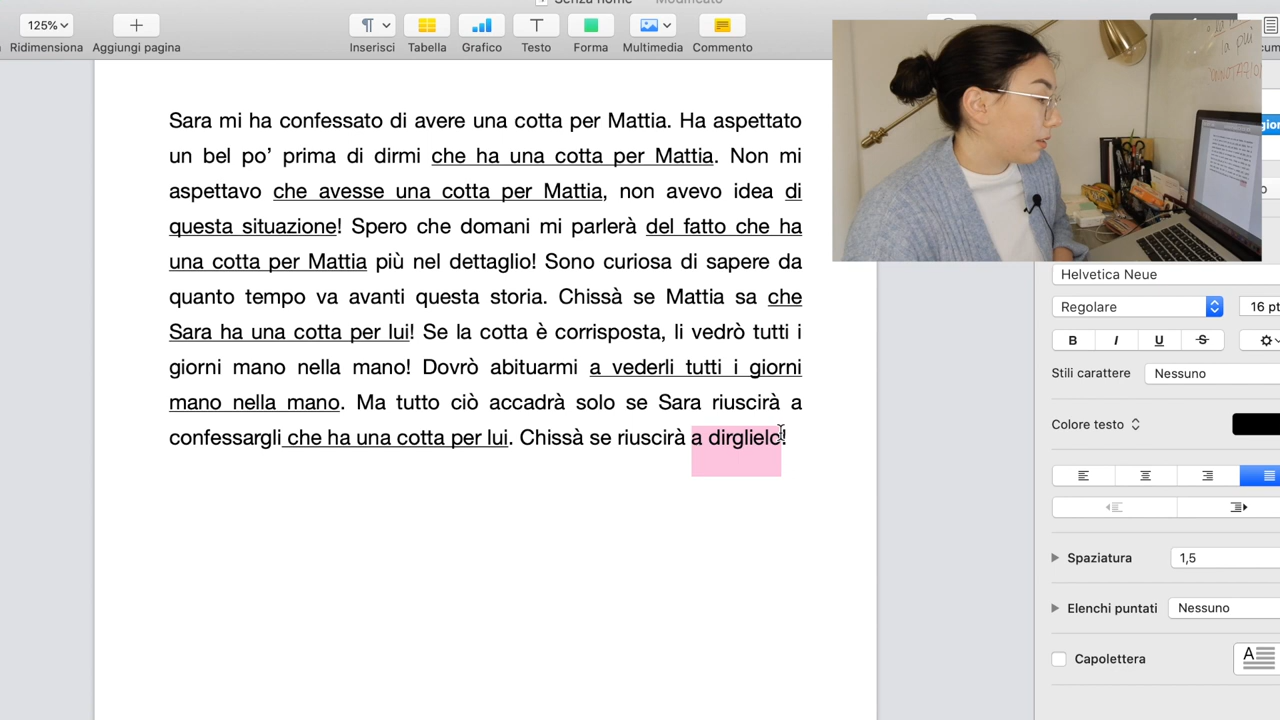 Senza nome — Modificato
125%
Ridimensiona
Aggiungi pagina
Inserisci
Tabella
Grafico
Testo
Forma
Multimedia
Commento
Sara mi ha confessato di avere una cotta per Mattia. Ha aspettato
un bel po’ prima di dirmi che ha una cotta per Mattia. Non mi
aspettavo che avesse una cotta per Mattia, non avevo idea di
questa situazione! Spero che domani mi parlerà del fatto che ha
una cotta per Mattia più nel dettaglio! Sono curiosa di sapere da
quanto tempo va avanti questa storia. Chissà se Mattia sa che
Sara ha una cotta per lui! Se la cotta è corrisposta, li vedrò tutti i
giorni mano nella mano! Dovrò abituarmi a vederli tutti i giorni
mano nella mano. Ma tutto ciò accadrà solo se Sara riuscirà a
confessargli che ha una cotta per lui. Chissà se riuscirà a dirglielo!
la può
Helvetica Neue
Regolare
16 pt
B I U S
Stili carattere
Nessuno
Colore testo
Spaziatura
1,5
Elenchi puntati
Nessuno
Capolettera
A